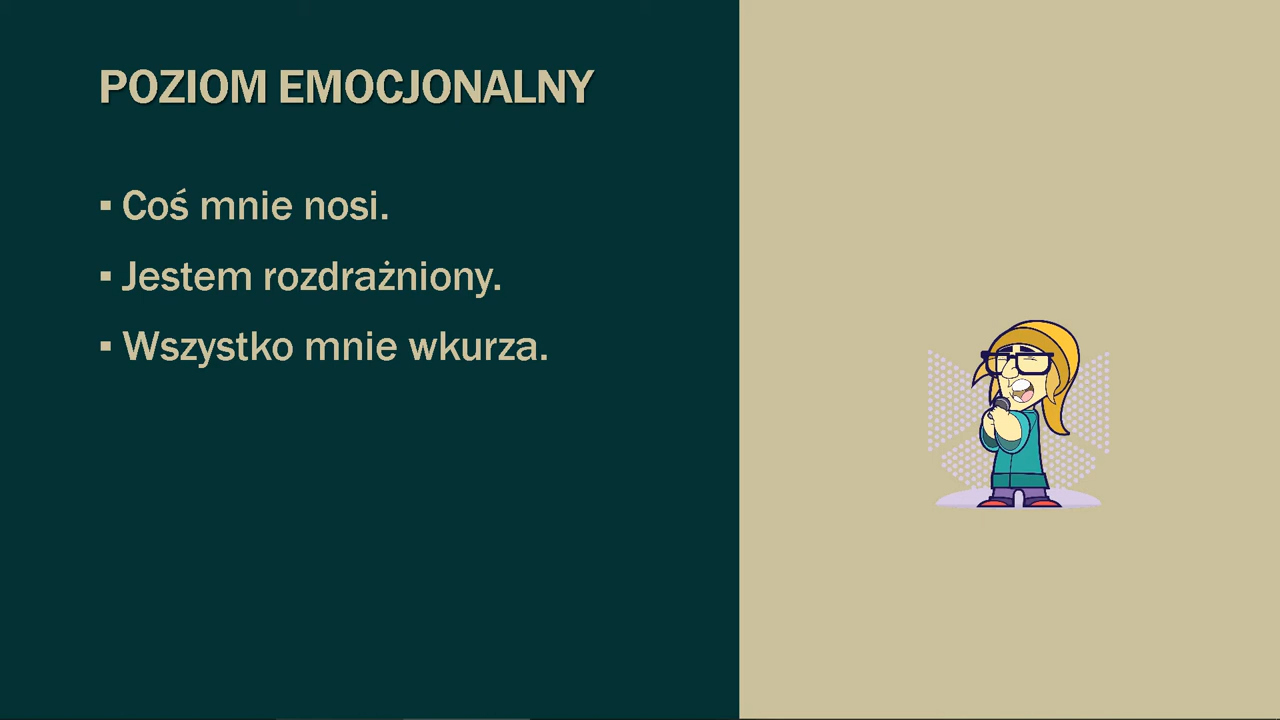 POZIOM EMOCJONALNY
▪ Coś mnie nosi.
▪ Jestem rozdrażniony.
▪ Wszystko mnie wkurza.